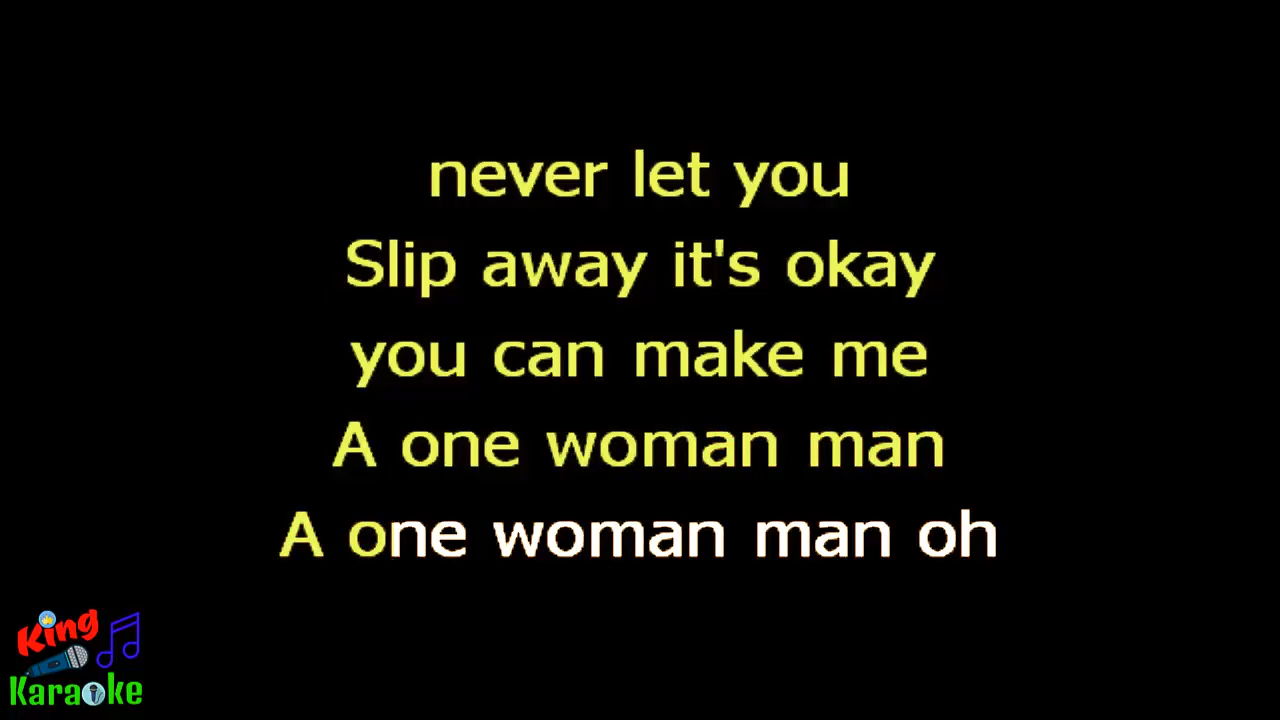 never let you
Slip away it's okay
you can make me
A one woman man
A one woman man oh
King
Karaoke